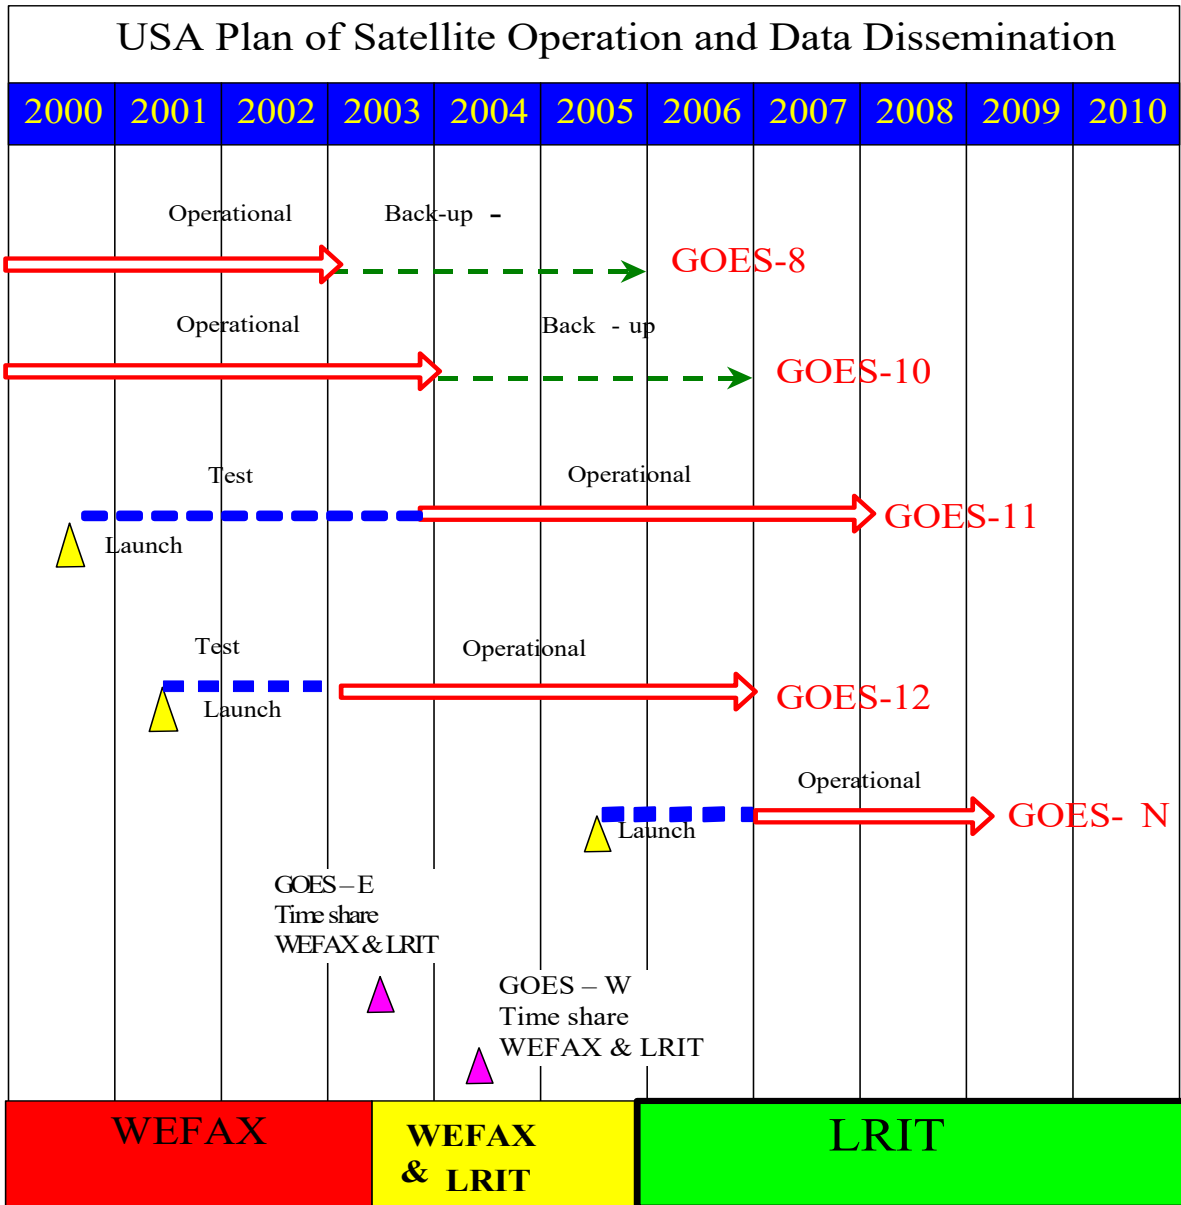 USA Plan of Satellite Operation and Data Dissemination
2000 2001 2002 2003 2004 2005 2006 2007 2008 2009 2010
Operational Back-up -
GOES-8
Operational Back - up
GOES-10
Test Operational
GOES-11
Launch
Test Operational
GOES-12
Launch
Operational
GOES- N
Launch
GOES – E
Time share
WEFAX & LRIT
GOES – W
Time share
WEFAX & LRIT
WEFAX
WEFAX
& LRIT
LRIT